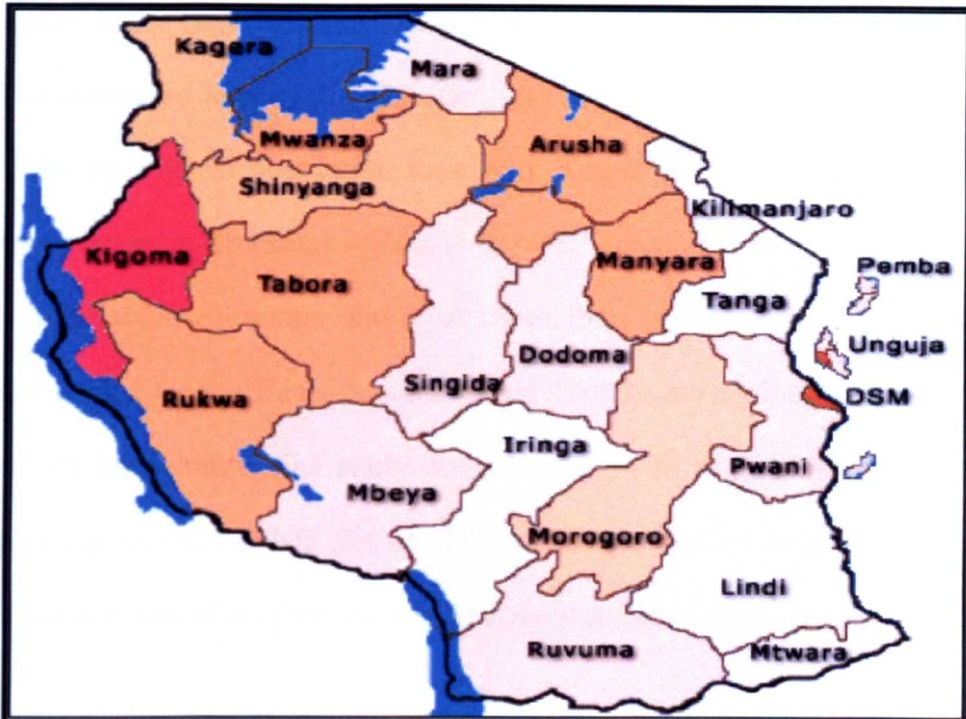 Kagera
Mara
Mwanza
Arusha
Shinyanga
Kilimanjaro
Kigoma
Manyara
Pemba
Tabora
Tanga
Unguja
Dodoma
Singida
DSM
Rukwa
Iringa
Pwani
Mbeya
Morogoro
Lindi
Ruvuma
Mtwara